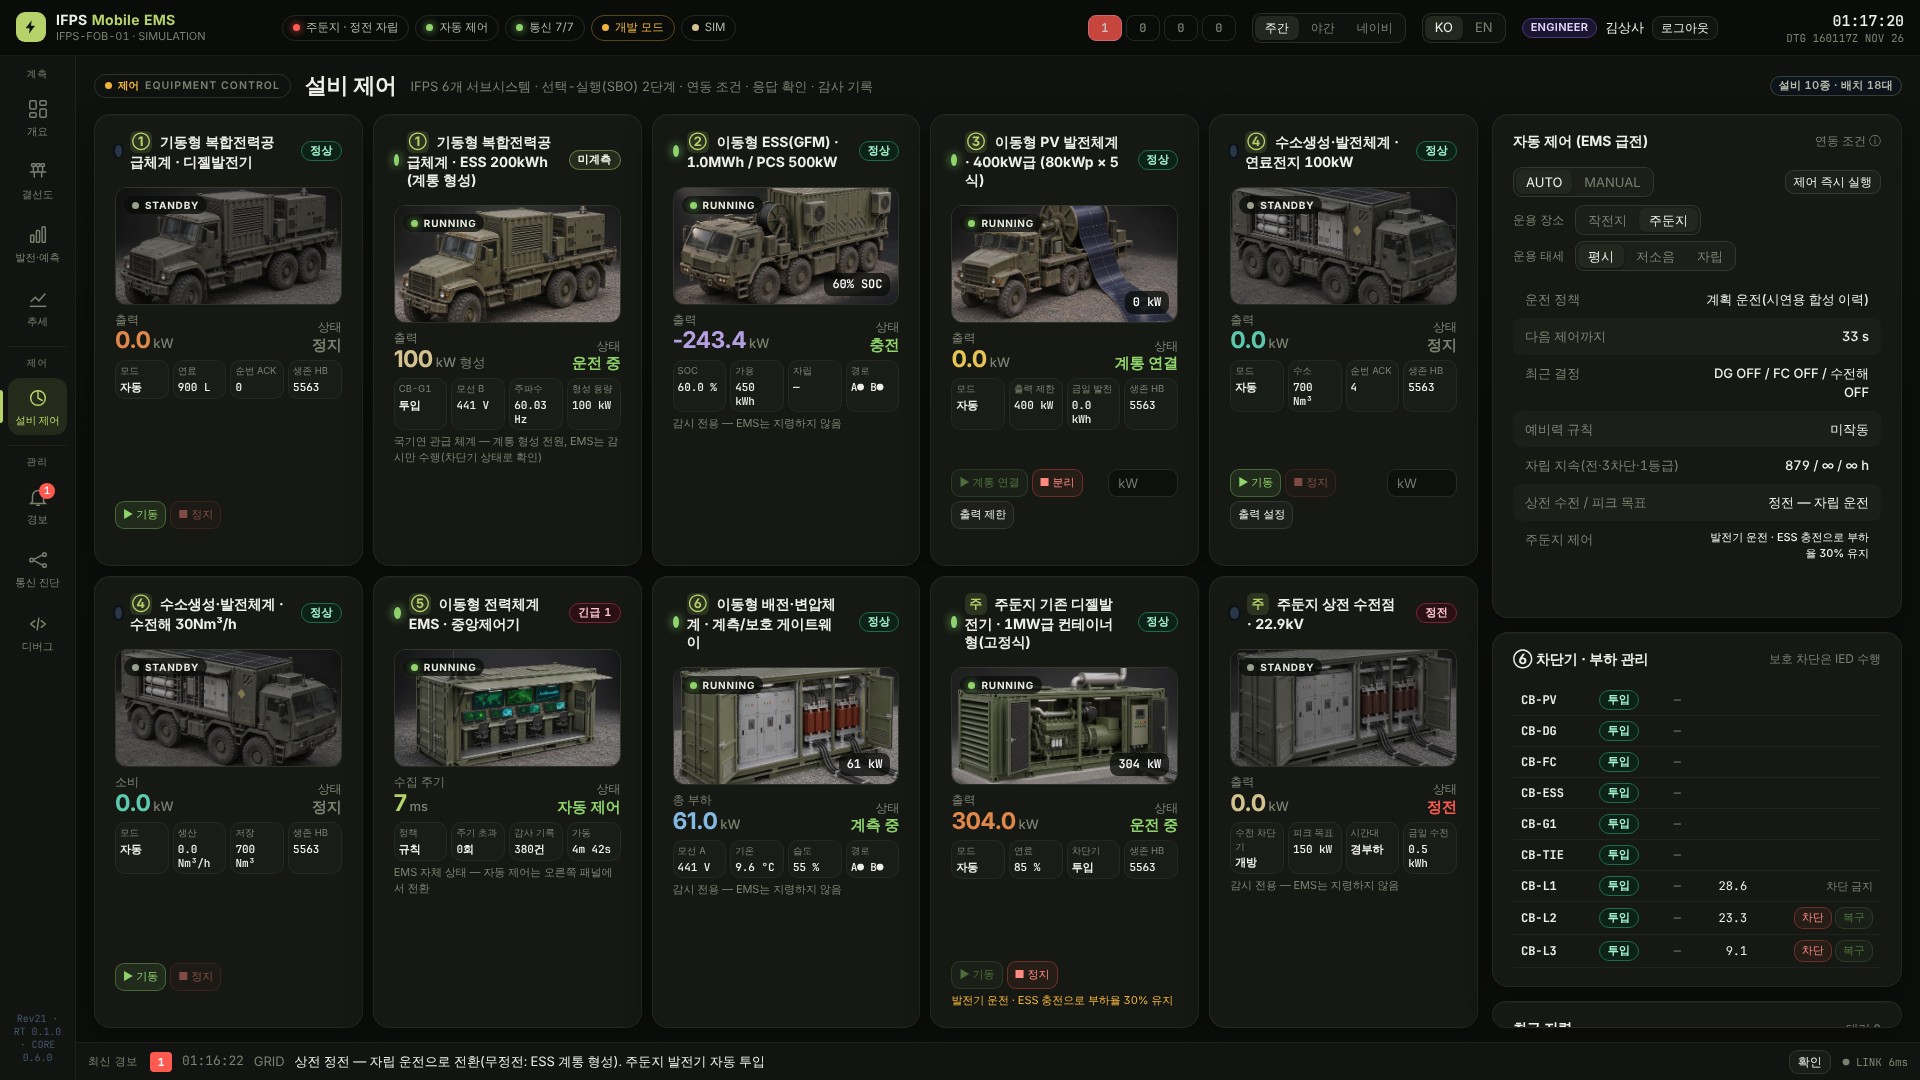 IFPS Mobile EMS
IFPS-FOB-01 · SIMULATION
주둔지 · 정전 자립
자동 제어
통신 7/7
개발 모드
SIM
1
0
0
0
주간
야간
네이비
KO
EN
ENGINEER
김상사
로그아웃
01:17:20
DTG 160117Z NOV 26
계측
개요
결선도
발전·예측
추세
제어
설비 제어
관리
1
경보
통신 진단
디버그
Rev21 ·
RT 0.1.0
· CORE
0.6.0
제어 EQUIPMENT CONTROL
설비 제어
IFPS 6개 서브시스템 · 선택-실행(SBO) 2단계 · 연동 조건 · 응답 확인 · 감사 기록
설비 10종 · 배치 18대
① 기동형 복합전력공
급체계 · 디젤발전기
정상
STANDBY
출력
0.0 kW
상태
정지
모드
자동
연료
900 L
순번 ACK
0
생존 HB
5563
▶ 기동
■ 정지
① 기동형 복합전력공
급체계 · ESS 200kWh
(계통 형성)
미계측
RUNNING
출력
100 kW 형성
상태
운전 중
CB-G1
투입
모선 B
441 V
주파수
60.03
Hz
형성 용량
100 kW
국기연 관급 체계 — 계통 형성 전원, EMS는 감
시만 수행(차단기 상태로 확인)
② 이동형 ESS(GFM) ·
1.0MWh / PCS 500kW
정상
RUNNING
60% SOC
출력
-243.4 kW
상태
충전
SOC
60.0 %
가용
450
kWh
자립
—
경로
A● B●
감시 전용 — EMS는 지령하지 않음
③ 이동형 PV 발전체계
· 400kW급 (80kWp × 5
식)
정상
RUNNING
0 kW
출력
0.0 kW
상태
계통 연결
모드
자동
출력 제한
400 kW
금일 발전
0.0
kWh
생존 HB
5563
▶ 계통 연결
■ 분리
kW
출력 제한
④ 수소생성·발전체계 ·
연료전지 100kW
정상
STANDBY
출력
0.0 kW
상태
정지
모드
자동
수소
700
Nm³
순번 ACK
4
생존 HB
5563
▶ 기동
■ 정지
kW
출력 설정
④ 수소생성·발전체계 ·
수전해 30Nm³/h
정상
STANDBY
소비
0.0 kW
상태
정지
모드
자동
생산
0.0
Nm³/h
저장
700
Nm³
생존 HB
5563
▶ 기동
■ 정지
⑤ 이동형 전력체계
EMS · 중앙제어기
긴급 1
RUNNING
수집 주기
7 ms
상태
자동 제어
정책
규칙
주기 초과
0회
감사 기록
380건
가동
4m 42s
EMS 자체 상태 — 자동 제어는 오른쪽 패널에
서 전환
⑥ 이동형 배전·변압체
계 · 계측/보호 게이트웨
이
정상
RUNNING
61 kW
총 부하
61.0 kW
상태
계측 중
모선 A
441 V
기온
9.6 °C
습도
55 %
경로
A● B●
감시 전용 — EMS는 지령하지 않음
주 주둔지 기존 디젤발
전기 · 1MW급 컨테이너
형(고정식)
정상
RUNNING
304 kW
출력
304.0 kW
상태
운전 중
모드
자동
연료
85 %
차단기
투입
생존 HB
5563
▶ 기동
■ 정지
발전기 운전 · ESS 충전으로 부하율 30% 유지
주 주둔지 상전 수전점
· 22.9kV
정전
STANDBY
출력
0.0 kW
상태
정전
수전 차단
기
개방
피크 목표
150 kW
시간대
경부하
금일 수전
0.5
kWh
감시 전용 — EMS는 지령하지 않음
자동 제어 (EMS 급전)
연동 조건 ⓘ
AUTO
MANUAL
제어 즉시 실행
운용 장소
작전지
주둔지
운용 태세
평시
저소음
자립
운전 정책
계획 운전(시연용 합성 이력)
다음 제어까지
33 s
최근 결정
DG OFF / FC OFF / 수전해
OFF
예비력 규칙
미작동
자립 지속(전·3차단·1등급)
879 / ∞ / ∞ h
상전 수전 / 피크 목표
정전 — 자립 운전
주둔지 제어
발전기 운전 · ESS 충전으로 부하
율 30% 유지
⑥ 차단기 · 부하 관리
보호 차단은 IED 수행
CB-PV 투입 —
CB-DG 투입 —
CB-FC 투입 —
CB-ESS 투입 —
CB-G1 투입 —
CB-TIE 투입 —
CB-L1 투입 — 28.6 차단 금지
CB-L2 투입 — 23.3 차단 복구
CB-L3 투입 — 9.1 차단 복구
최신 경보
1
01:16:22
GRID
상전 정전 — 자립 운전으로 전환(무정전: ESS 계통 형성). 주둔지 발전기 자동 투입
확인
LINK 6ms